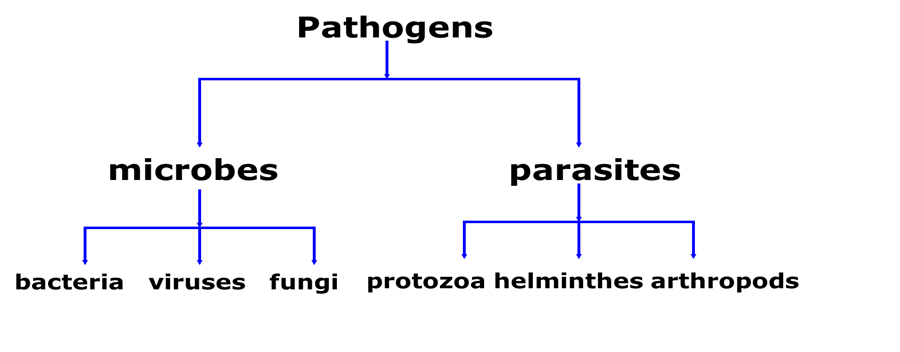 Pathogens
microbes
parasites
bacteria
viruses
fungi
protozoa
helminthes
arthropods